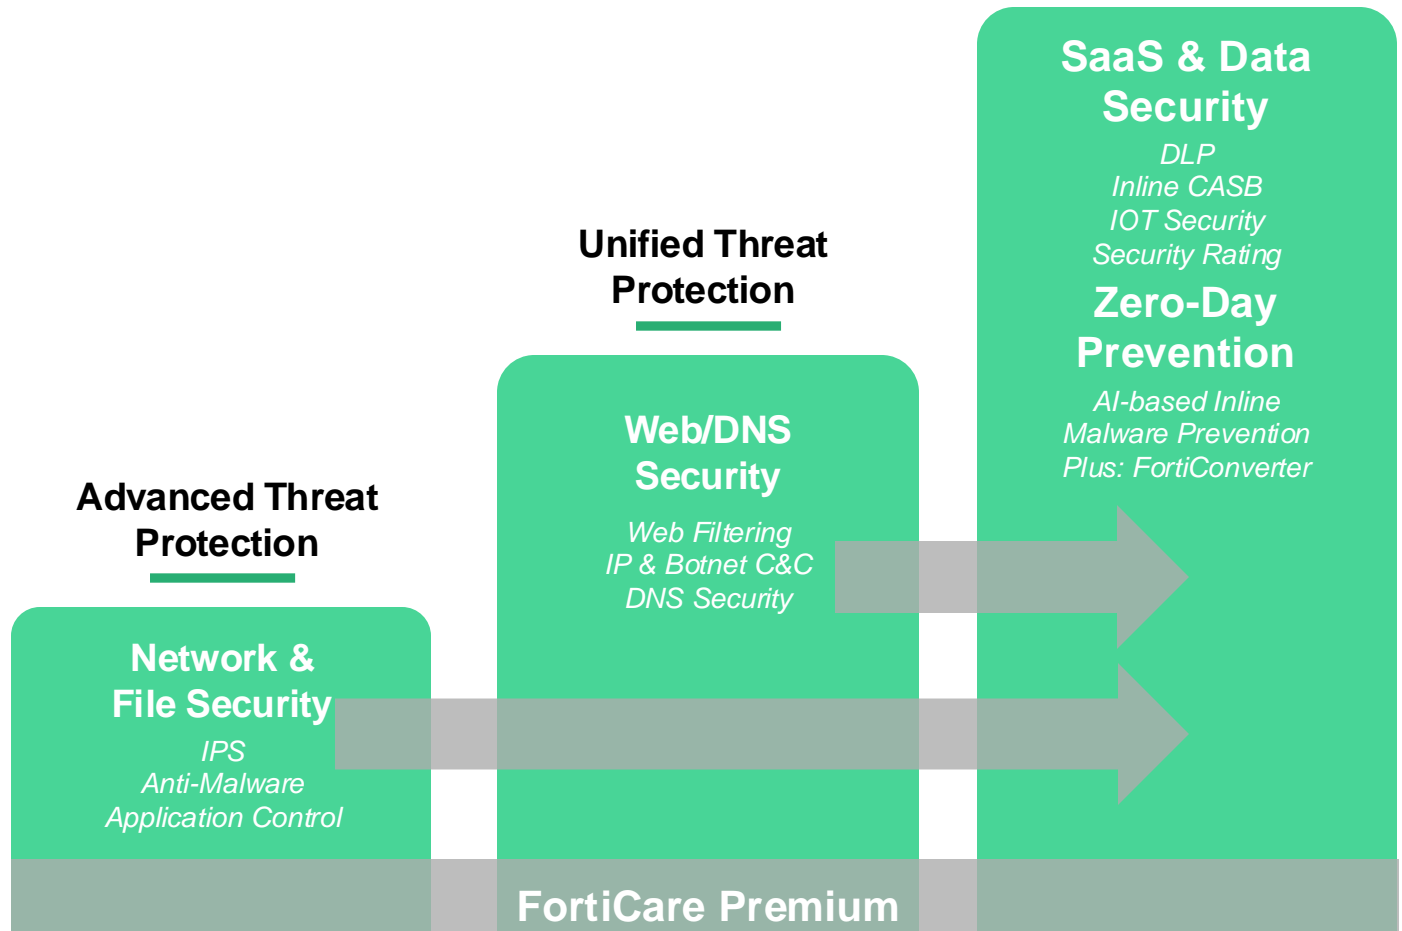 Advanced Threat
Protection
Network &
File Security
IPS
Anti-Malware
Application Control
Unified Threat
Protection
Web/DNS
Security
Web Filtering
IP & Botnet C&C
DNS Security
SaaS & Data
Security
DLP
Inline CASB
IOT Security
Security Rating
Zero-Day
Prevention
AI-based Inline
Malware Prevention
Plus: FortiConverter
FortiCare Premium